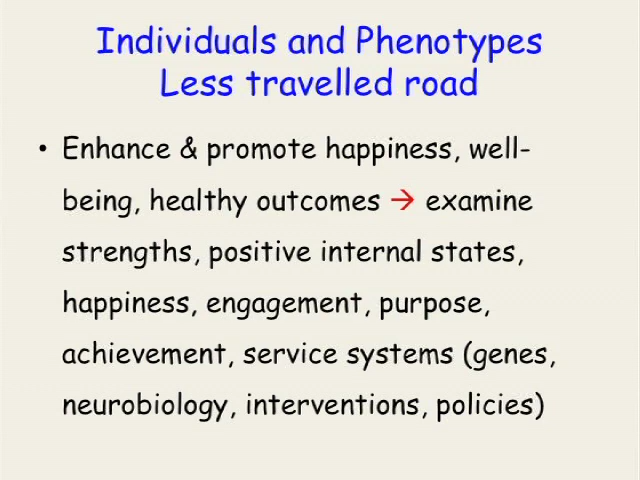 Individuals and Phenotypes
Less travelled road
• Enhance & promote happiness, well-
being, healthy outcomes → examine
strengths, positive internal states,
happiness, engagement, purpose,
achievement, service systems (genes,
neurobiology, interventions, policies)